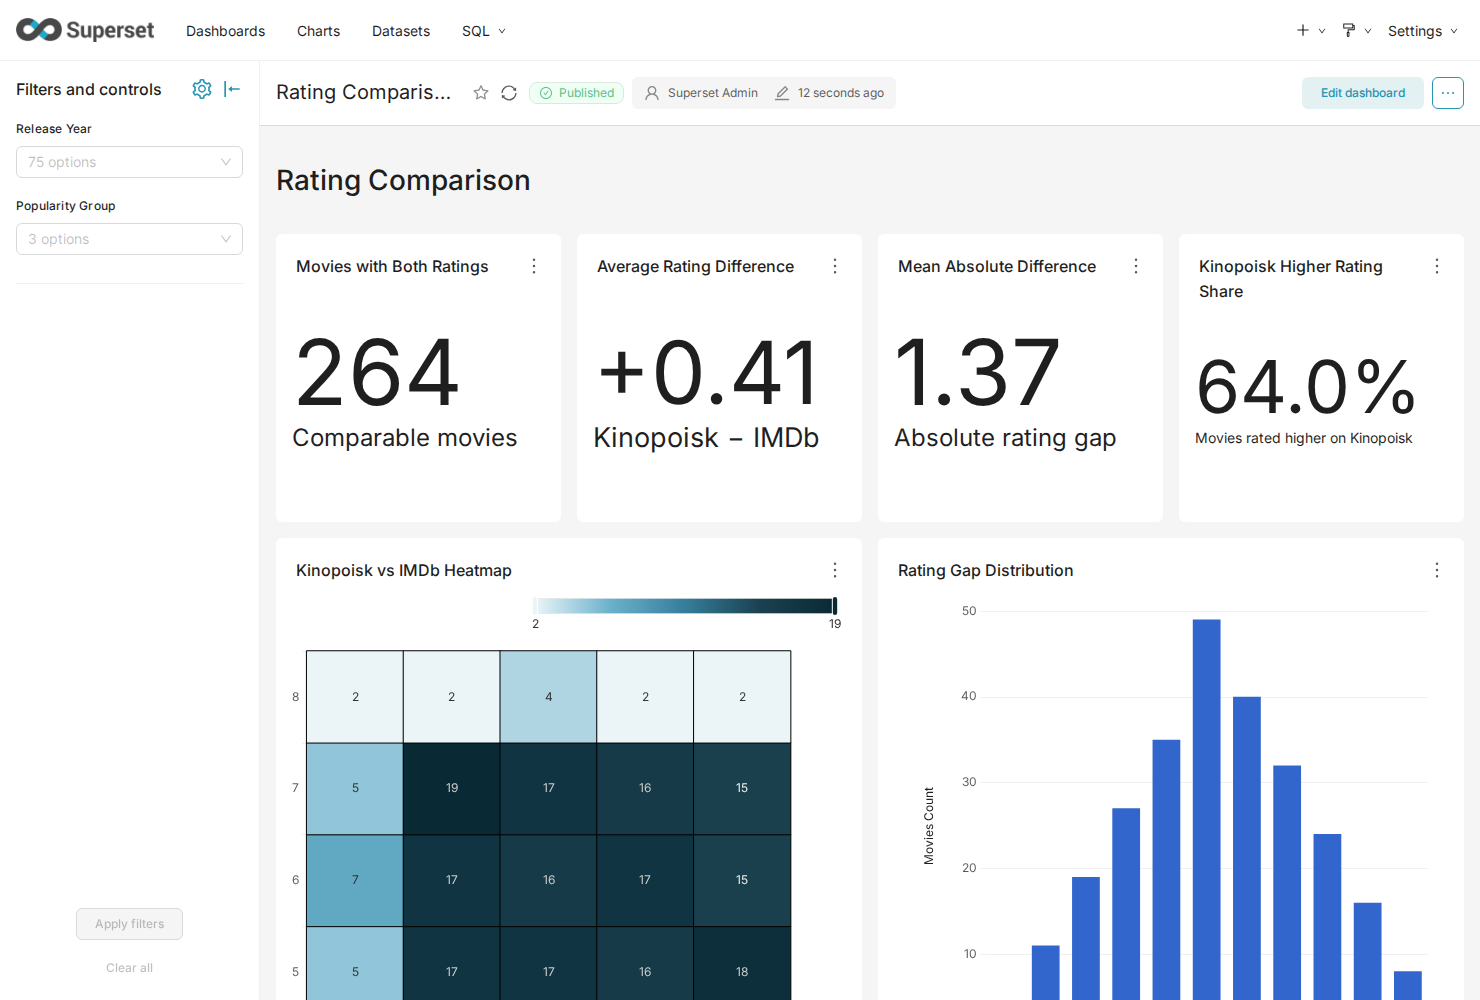 Superset
Dashboards
Charts
Datasets
SQL
Settings
Filters and controls
Release Year
75 options
Popularity Group
3 options
Apply filters
Clear all
Rating Comparis...
Published
Superset Admin
12 seconds ago
Edit dashboard
Rating Comparison
Movies with Both Ratings
264
Comparable movies
Average Rating Difference
+0.41
Kinopoisk – IMDb
Mean Absolute Difference
1.37
Absolute rating gap
Kinopoisk Higher Rating
Share
64.0%
Movies rated higher on Kinopoisk
Kinopoisk vs IMDb Heatmap
2
19
8
2
2
4
2
2
7
5
19
17
16
15
6
7
17
16
17
15
5
5
17
17
16
18
Rating Gap Distribution
Movies Count
50
40
30
20
10